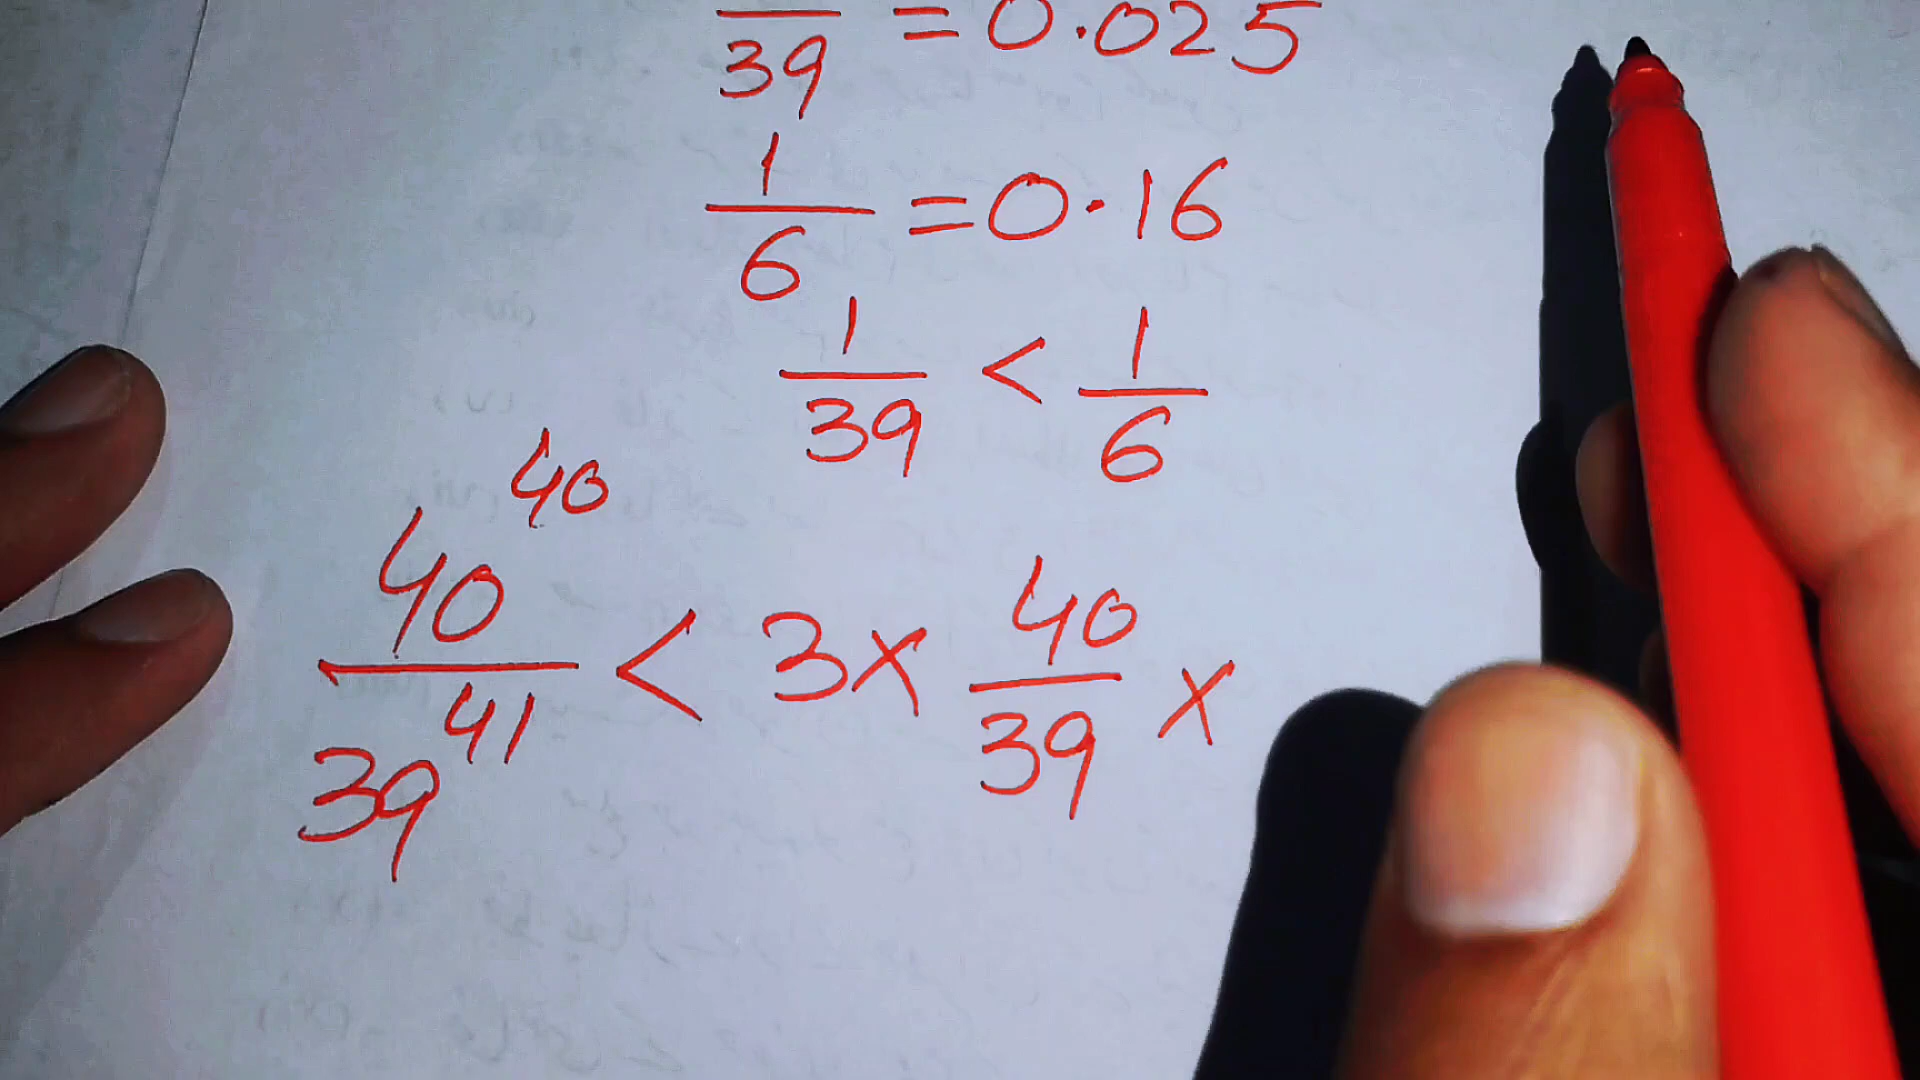 /39 = 0.025
1/6 = 0.16
1/39 < 1/6
40^40/39^41 < 3 × 40/39 ×